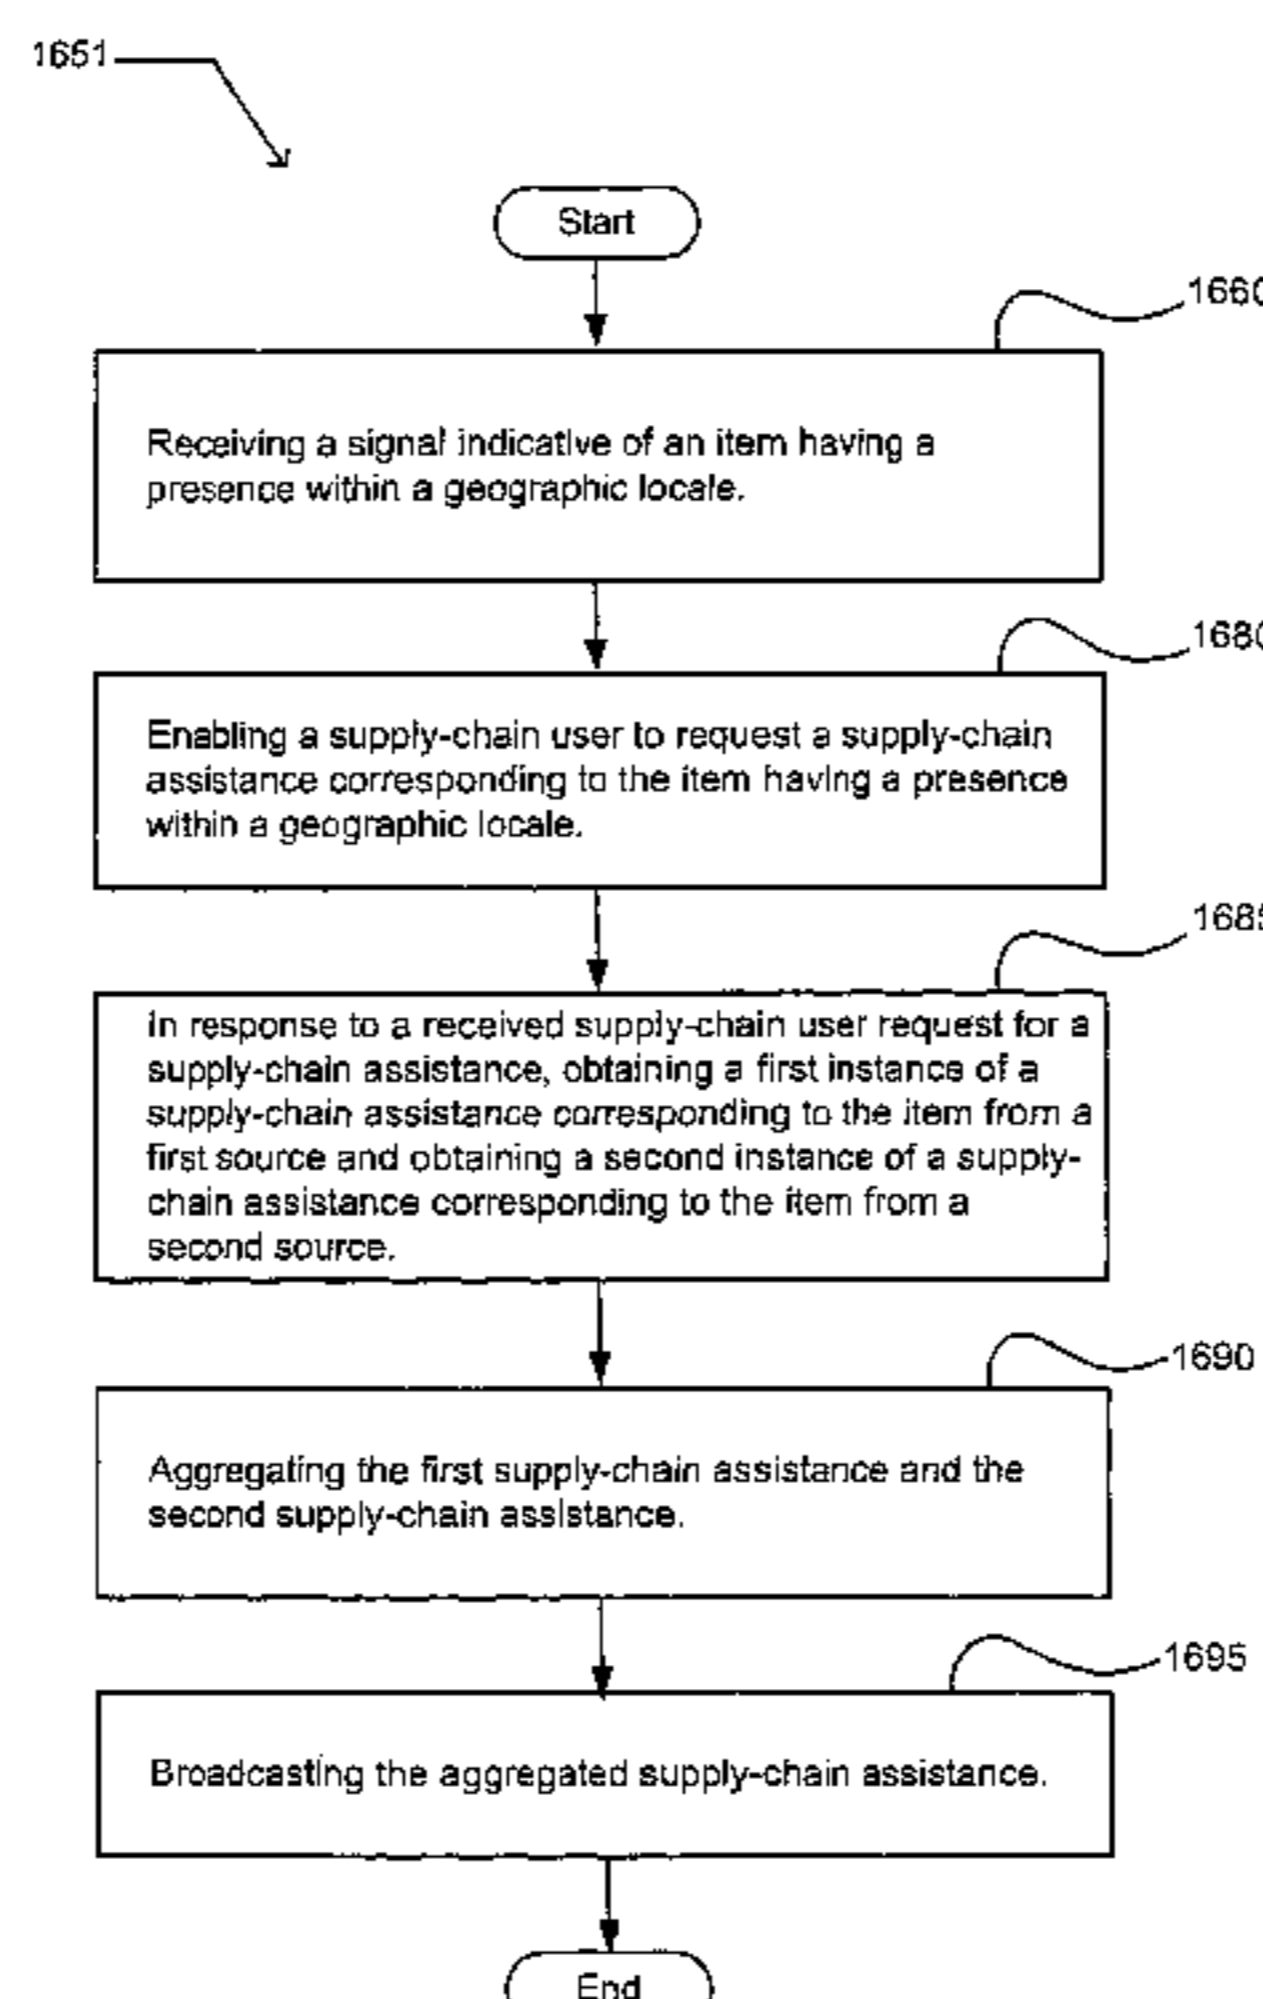 1651
Start
1660
Receiving a signal indicative of an item having a
presence within a geographic locale.
1680
Enabling a supply-chain user to request a supply-chain
assistance corresponding to the item having a presence
within a geographic locale.
1685
In response to a received supply-chain user request for a
supply-chain assistance, obtaining a first instance of a
supply-chain assistance corresponding to the item from a
first source and obtaining a second instance of a supply-
chain assistance corresponding to the item from a
second source.
1690
Aggregating the first supply-chain assistance and the
second supply-chain assistance.
1695
Broadcasting the aggregated supply-chain assistance.
End